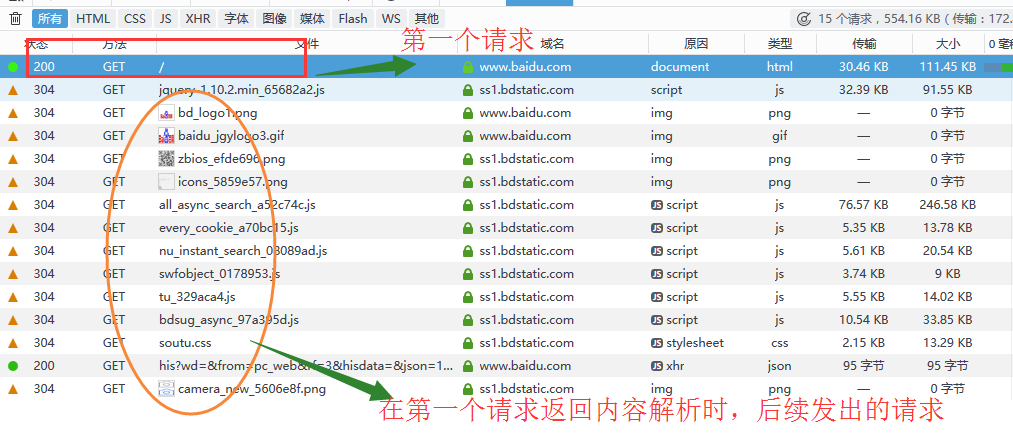 所有 HTML CSS JS XHR 字体 图像 媒体 Flash WS 其他 15 个请求，554.16 KB (传输：172.
第一个请求
状态 方法 文件 域名 原因 类型 传输 大小 0 毫秒
200 GET / www.baidu.com document html 30.46 KB 111.45 KB
304 GET jquery-1.10.2.min_65682a2.js ss1.bdstatic.com script js 32.39 KB 91.55 KB
304 GET bd_logo1.png www.baidu.com img png — 0 字节
304 GET baidu_jgylogo3.gif www.baidu.com img gif — 0 字节
304 GET zbios_efde696.png ss1.bdstatic.com img png — 0 字节
304 GET icons_5859e57.png ss1.bdstatic.com img png — 0 字节
304 GET all_async_search_a52c74c.js ss1.bdstatic.com JS script js 76.57 KB 246.58 KB
304 GET every_cookie_a70bc15.js ss1.bdstatic.com JS script js 5.35 KB 13.78 KB
304 GET nu_instant_search_03089ad.js ss1.bdstatic.com JS script js 5.61 KB 20.54 KB
304 GET swfobject_0178953.js ss1.bdstatic.com JS script js 3.74 KB 9 KB
304 GET tu_329aca4.js ss1.bdstatic.com JS script js 5.55 KB 14.02 KB
304 GET bdsug_async_97a395d.js ss1.bdstatic.com JS script js 10.54 KB 33.85 KB
304 GET soutu.css ss1.bdstatic.com JS stylesheet css 2.15 KB 13.29 KB
200 GET his?wd=&from=pc_web&rf=3&hisdata=&json=1... www.baidu.com JS xhr json 95 字节 95 字节
304 GET camera_new_5606e8f.png ss1.bdstatic.com img png — 0 字节
在第一个请求返回内容解析时，后续发出的请求